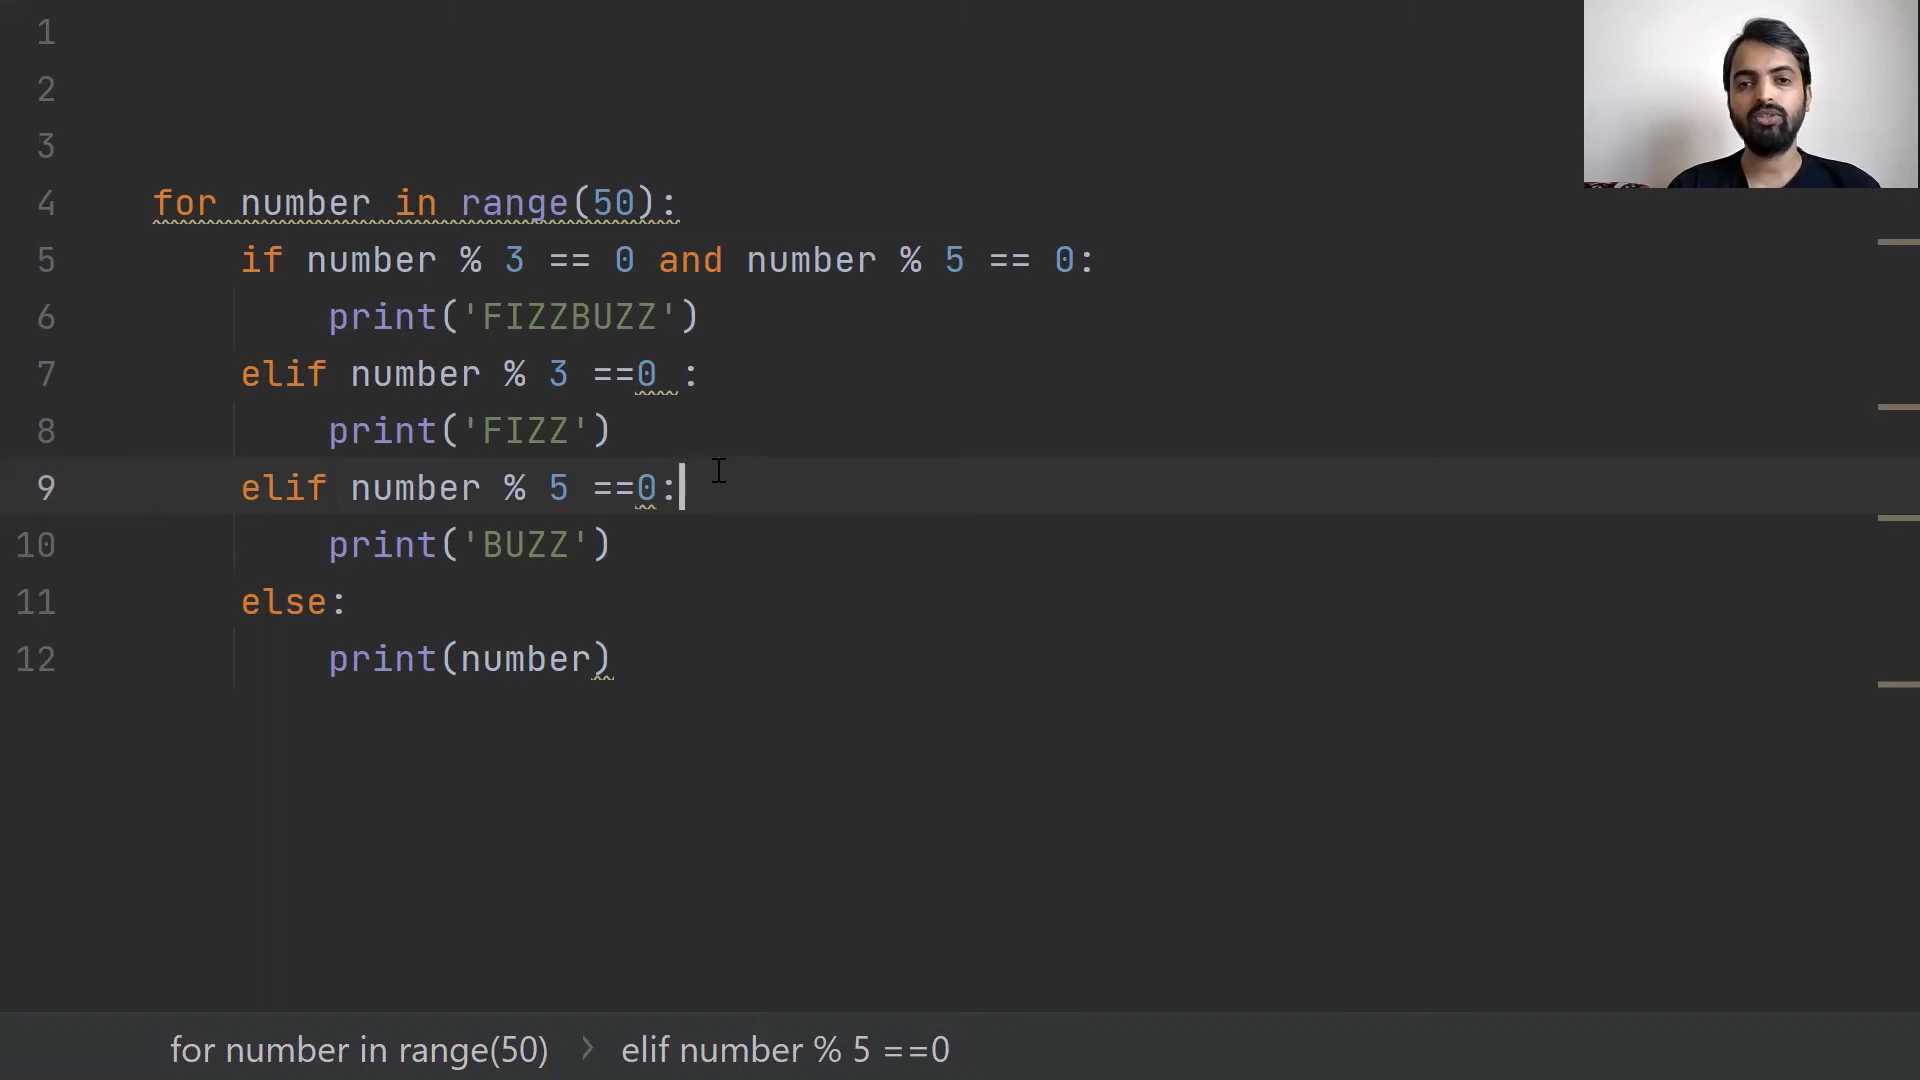 1
2
3
4 for number in range(50):
5 if number % 3 == 0 and number % 5 == 0:
6 print('FIZZBUZZ')
7 elif number % 3 ==0 :
8 print('FIZZ')
9 elif number % 5 ==0:
10 print('BUZZ')
11 else:
12 print(number)
for number in range(50) > elif number % 5 ==0